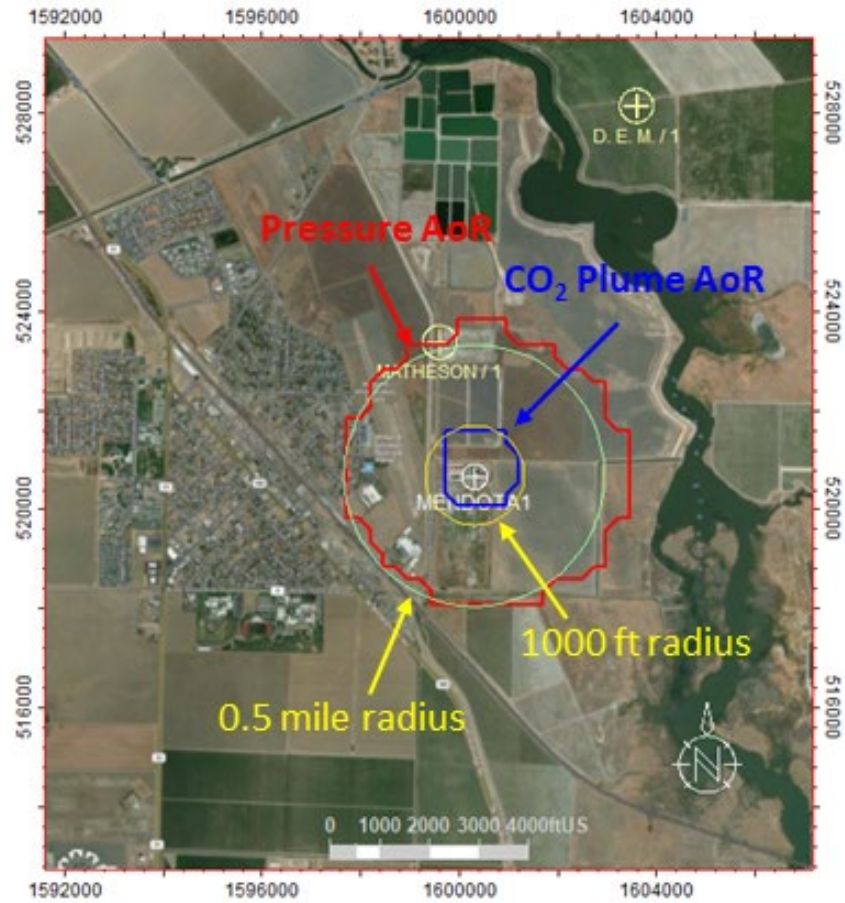 1592000 1596000 1600000 1604000
528000
528000
D. E. M. / 1
Pressure AoR
CO₂ Plume AoR
524000
524000
MATHESON / 1
520000
520000
MENDOTA1
1000 ft radius
0.5 mile radius
516000
516000
N
0 1000 2000 3000 4000ftUS
1592000 1596000 1600000 1604000